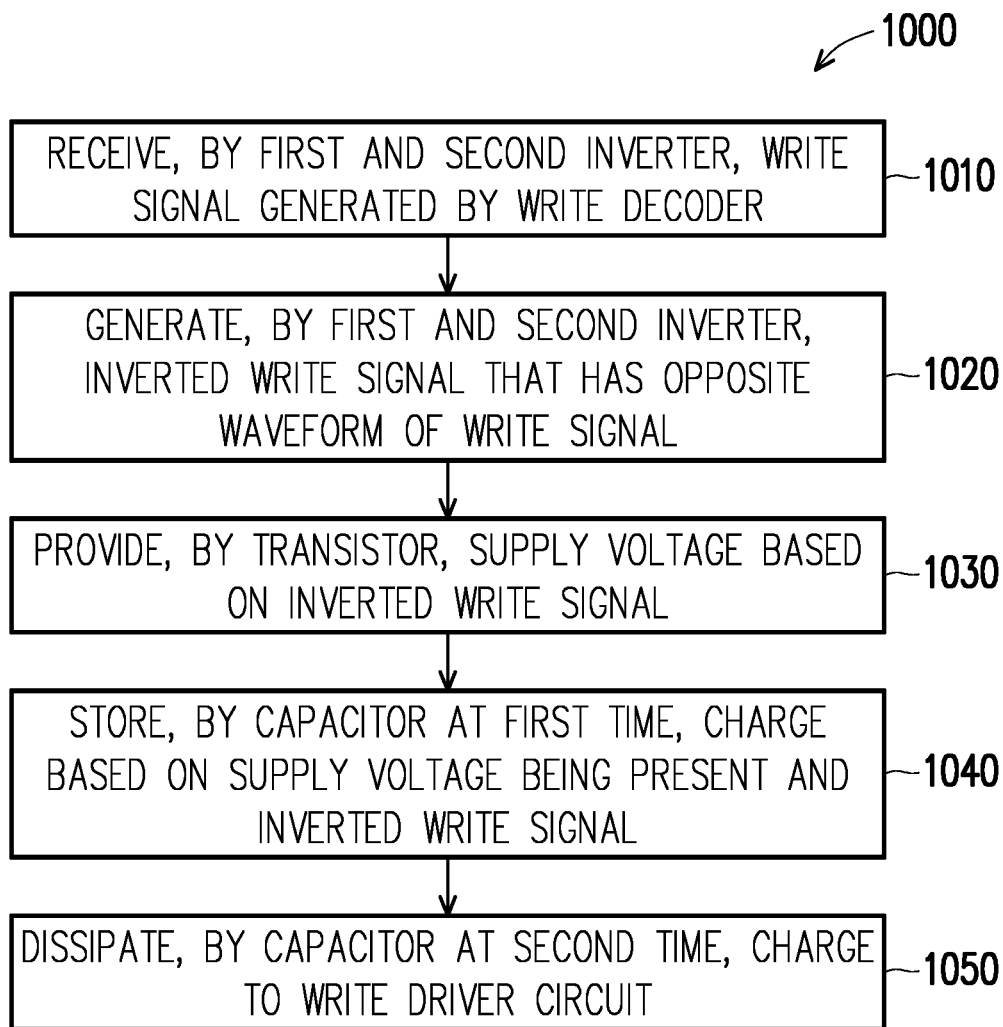 1000
RECEIVE, BY FIRST AND SECOND INVERTER, WRITE
SIGNAL GENERATED BY WRITE DECODER
1010
GENERATE, BY FIRST AND SECOND INVERTER,
INVERTED WRITE SIGNAL THAT HAS OPPOSITE
WAVEFORM OF WRITE SIGNAL
1020
PROVIDE, BY TRANSISTOR, SUPPLY VOLTAGE BASED
ON INVERTED WRITE SIGNAL
1030
STORE, BY CAPACITOR AT FIRST TIME, CHARGE
BASED ON SUPPLY VOLTAGE BEING PRESENT AND
INVERTED WRITE SIGNAL
1040
DISSIPATE, BY CAPACITOR AT SECOND TIME, CHARGE
TO WRITE DRIVER CIRCUIT
1050